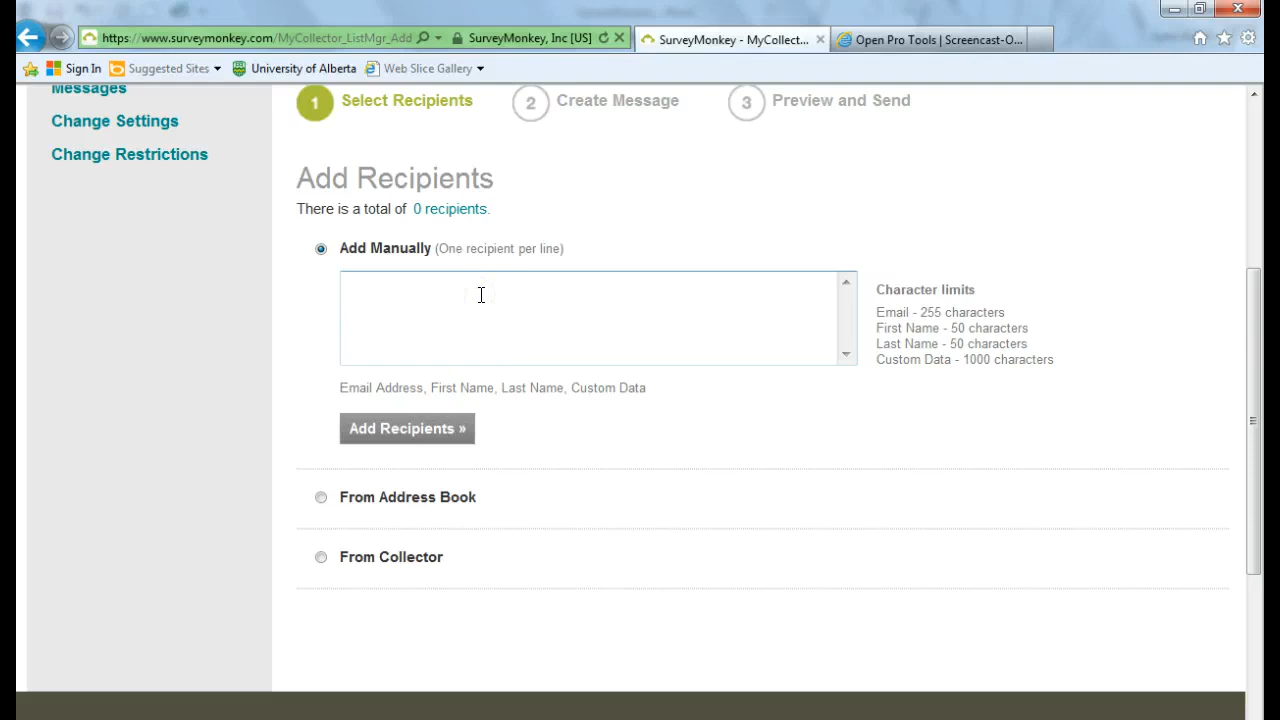 https://www.surveymonkey.com/MyCollector_ListMgr_Add
SurveyMonkey, Inc [US]
SurveyMonkey - MyCollect...
Open Pro Tools | Screencast-O...
Sign In
Suggested Sites
University of Alberta
Web Slice Gallery
Messages
Change Settings
Change Restrictions
1 Select Recipients
2 Create Message
3 Preview and Send
Add Recipients
There is a total of 0 recipients.
Add Manually (One recipient per line)
Character limits
Email - 255 characters
First Name - 50 characters
Last Name - 50 characters
Custom Data - 1000 characters
Email Address, First Name, Last Name, Custom Data
Add Recipients »
From Address Book
From Collector